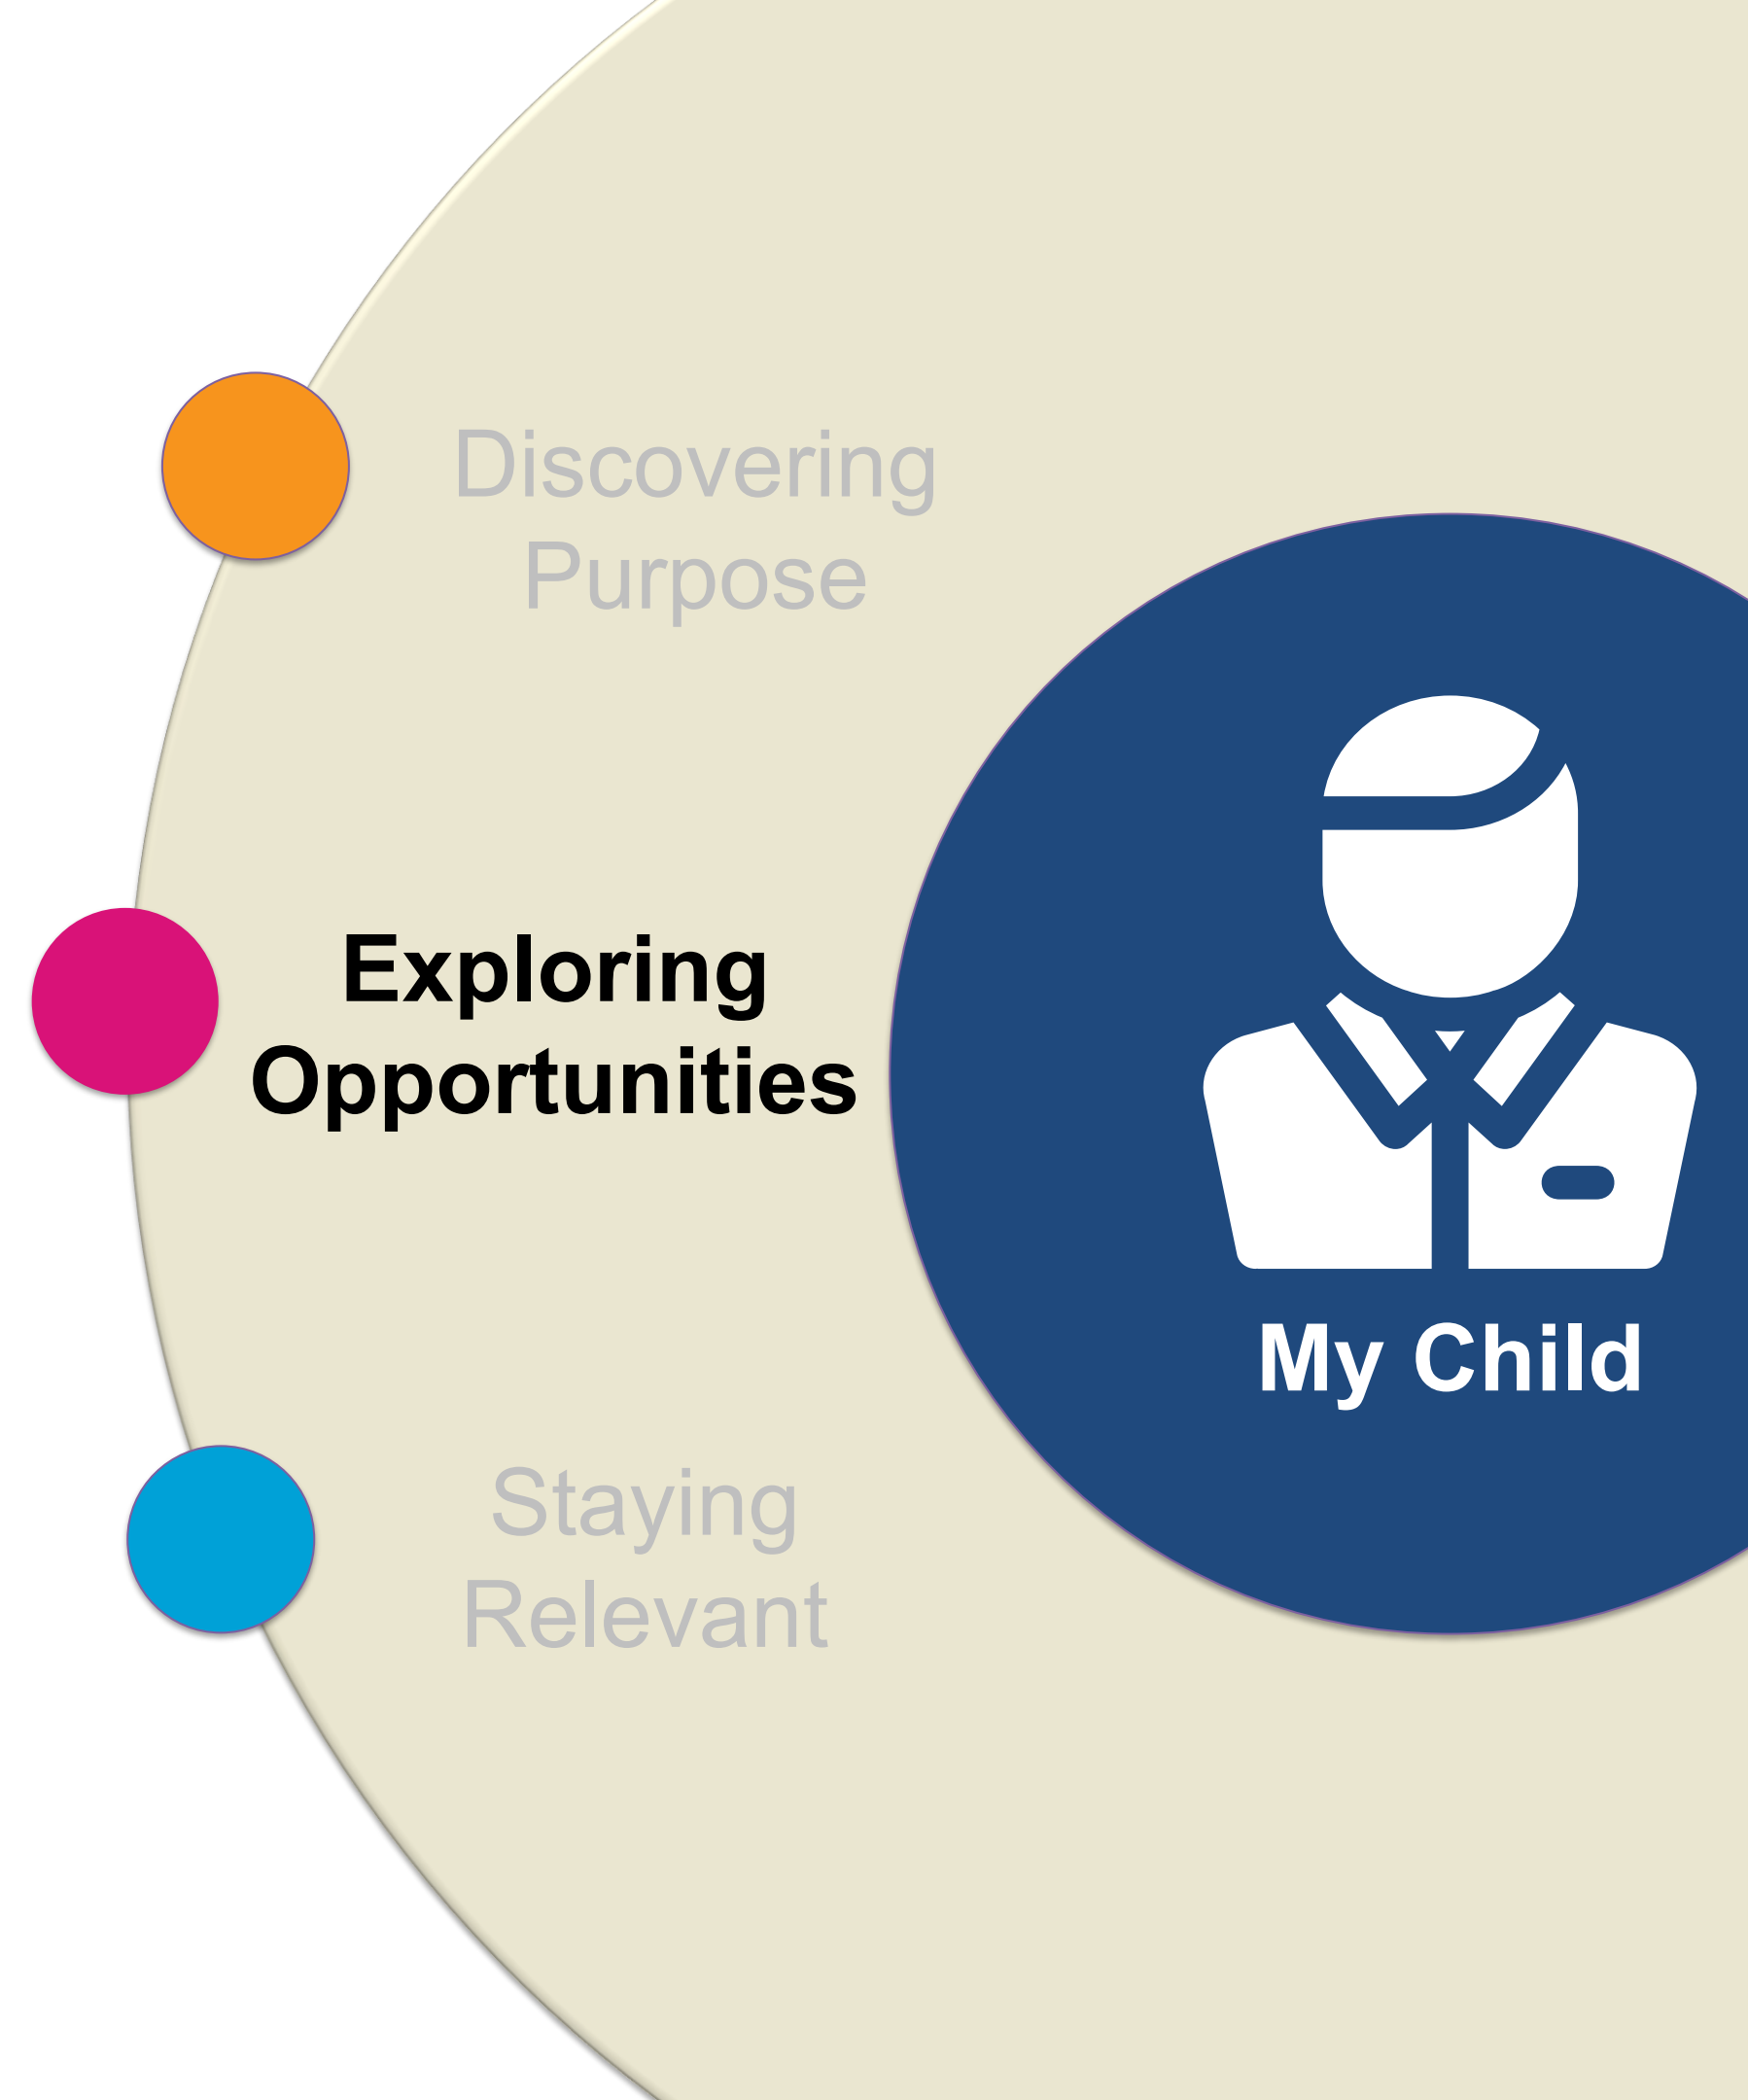 Discovering
Purpose
Exploring
Opportunities
My Child
Staying
Relevant